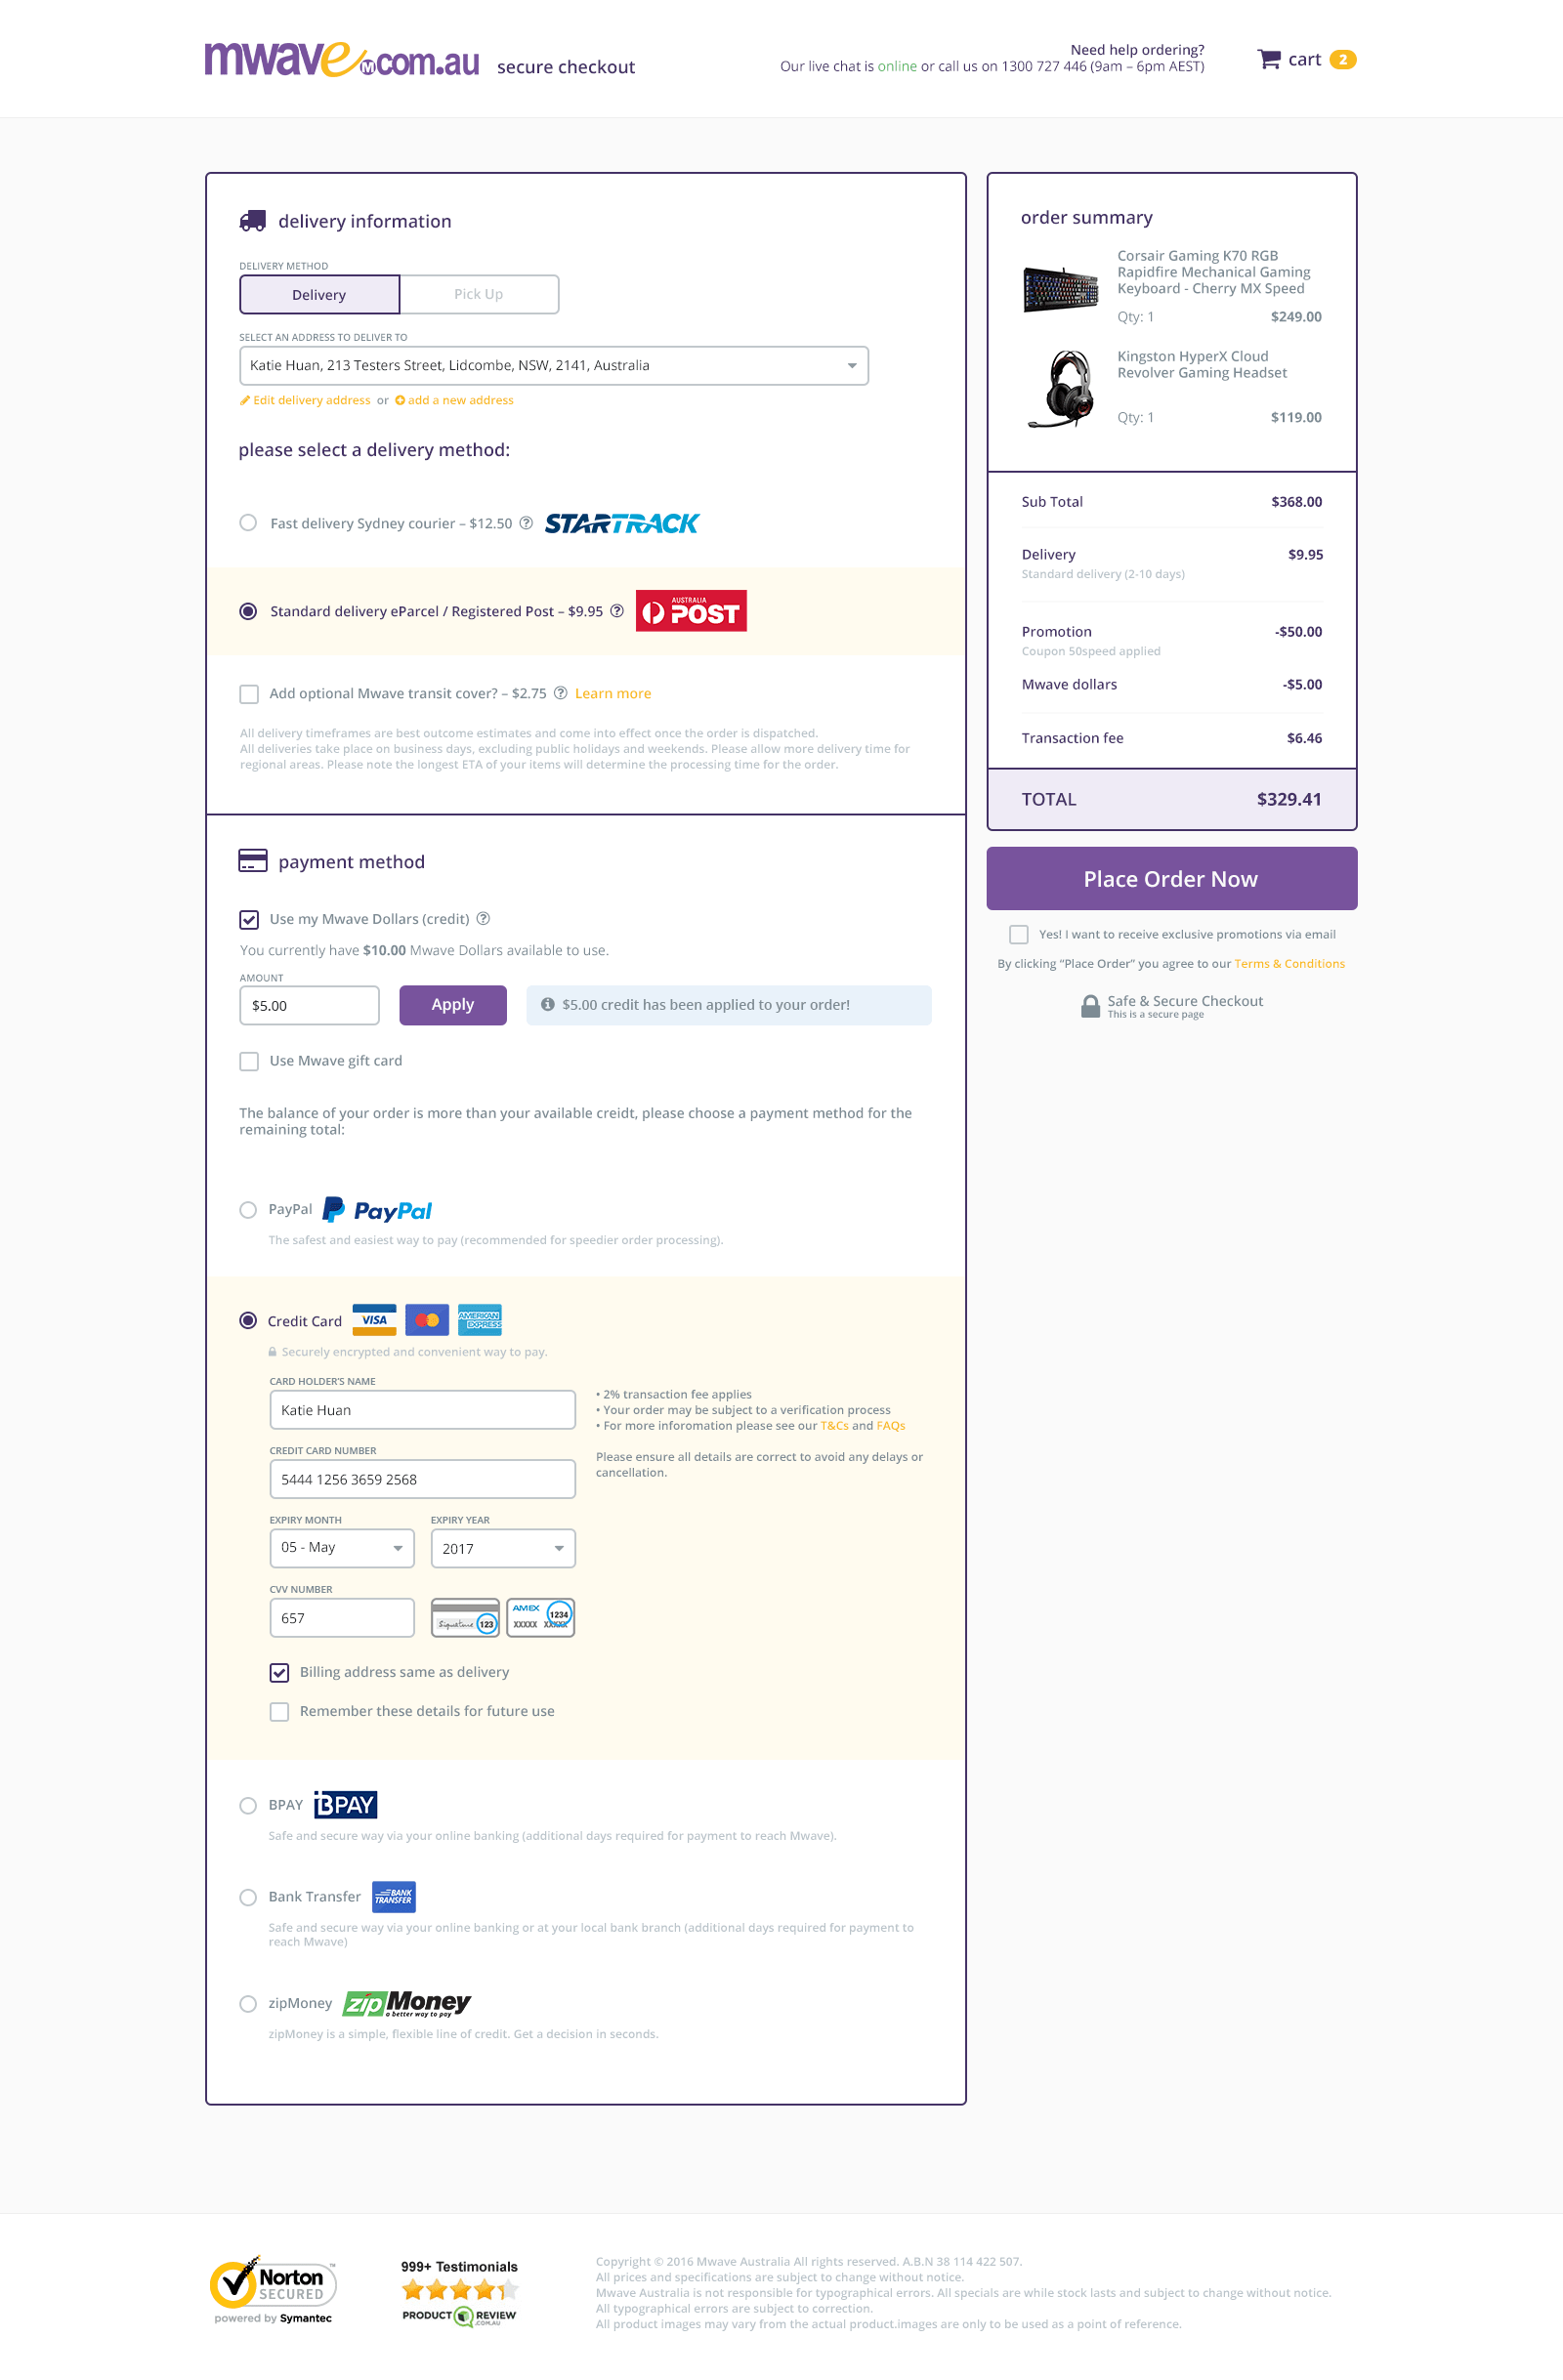 mwave.com.au secure checkout
Need help ordering?
Our live chat is online or call us on 1300 727 446 (9am – 6pm AEST)
cart 2
delivery information
DELIVERY METHOD
Delivery
Pick Up
SELECT AN ADDRESS TO DELIVER TO
Katie Huan, 213 Testers Street, Lidcombe, NSW, 2141, Australia
Edit delivery address or add a new address
please select a delivery method:
Fast delivery Sydney courier – $12.50 ? STARTRACK
Standard delivery eParcel / Registered Post – $9.95 ? AUSTRALIA POST
Add optional Mwave transit cover? – $2.75 ? Learn more
All delivery timeframes are best outcome estimates and come into effect once the order is dispatched.
All deliveries take place on business days, excluding public holidays and weekends. Please allow more delivery time for
regional areas. Please note the longest ETA of your items will determine the processing time for the order.
payment method
Use my Mwave Dollars (credit) ?
You currently have $10.00 Mwave Dollars available to use.
AMOUNT
$5.00
Apply
$5.00 credit has been applied to your order!
Use Mwave gift card
The balance of your order is more than your available creidt, please choose a payment method for the
remaining total:
PayPal PayPal
The safest and easiest way to pay (recommended for speedier order processing).
Credit Card VISA AMERICAN EXPRESS
Securely encrypted and convenient way to pay.
CARD HOLDER'S NAME
Katie Huan
CREDIT CARD NUMBER
5444 1256 3659 2568
EXPIRY MONTH
05 - May
EXPIRY YEAR
2017
CVV NUMBER
657
Signature 123
AMEX 1234
XXXXX XXXXX
• 2% transaction fee applies
• Your order may be subject to a verification process
• For more inforomation please see our T&Cs and FAQs
Please ensure all details are correct to avoid any delays or
cancellation.
Billing address same as delivery
Remember these details for future use
BPAY BPAY
Safe and secure way via your online banking (additional days required for payment to reach Mwave).
Bank Transfer BANK TRANSFER
Safe and secure way via your online banking or at your local bank branch (additional days required for payment to
reach Mwave)
zipMoney zipMoney
a better way to pay
zipMoney is a simple, flexible line of credit. Get a decision in seconds.
order summary
Corsair Gaming K70 RGB
Rapidfire Mechanical Gaming
Keyboard - Cherry MX Speed
Qty: 1 $249.00
Kingston HyperX Cloud
Revolver Gaming Headset
Qty: 1 $119.00
Sub Total $368.00
Delivery $9.95
Standard delivery (2-10 days)
Promotion -$50.00
Coupon 50speed applied
Mwave dollars -$5.00
Transaction fee $6.46
TOTAL $329.41
Place Order Now
Yes! I want to receive exclusive promotions via email
By clicking “Place Order” you agree to our Terms & Conditions
Safe & Secure Checkout
This is a secure page
Norton
SECURED
powered by Symantec
999+ Testimonials
PRODUCT REVIEW
.COM.AU
Copyright © 2016 Mwave Australia All rights reserved. A.B.N 38 114 422 507.
All prices and specifications are subject to change without notice.
Mwave Australia is not responsible for typographical errors. All specials are while stock lasts and subject to change without notice.
All typographical errors are subject to correction.
All product images may vary from the actual product.images are only to be used as a point of reference.